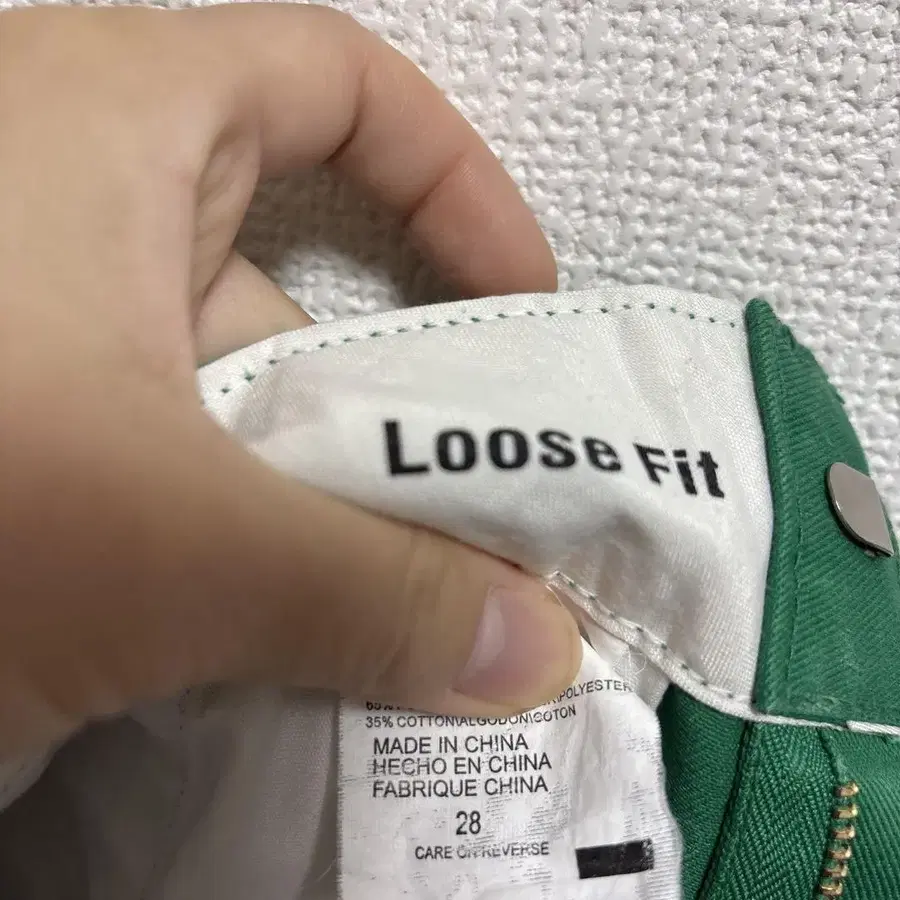 Loose Fit
35% COTTON\ALGODON\COTON
MADE IN CHINA
HECHO EN CHINA
FABRIQUE CHINA
28
CARE ON REVERSE